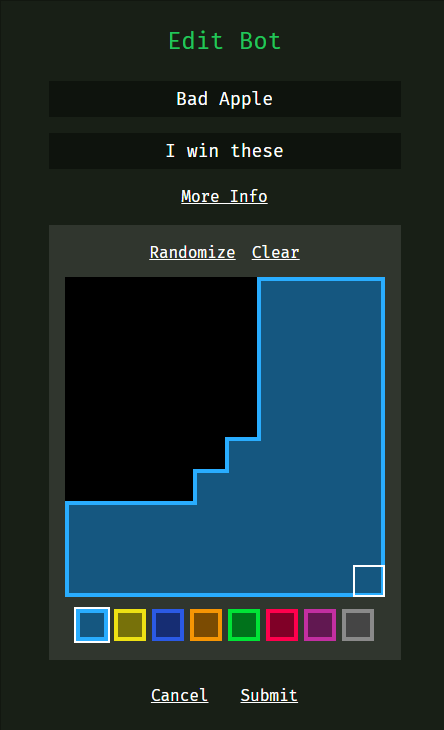 Edit Bot
Bad Apple
I win these
More Info
Randomize Clear
Cancel Submit